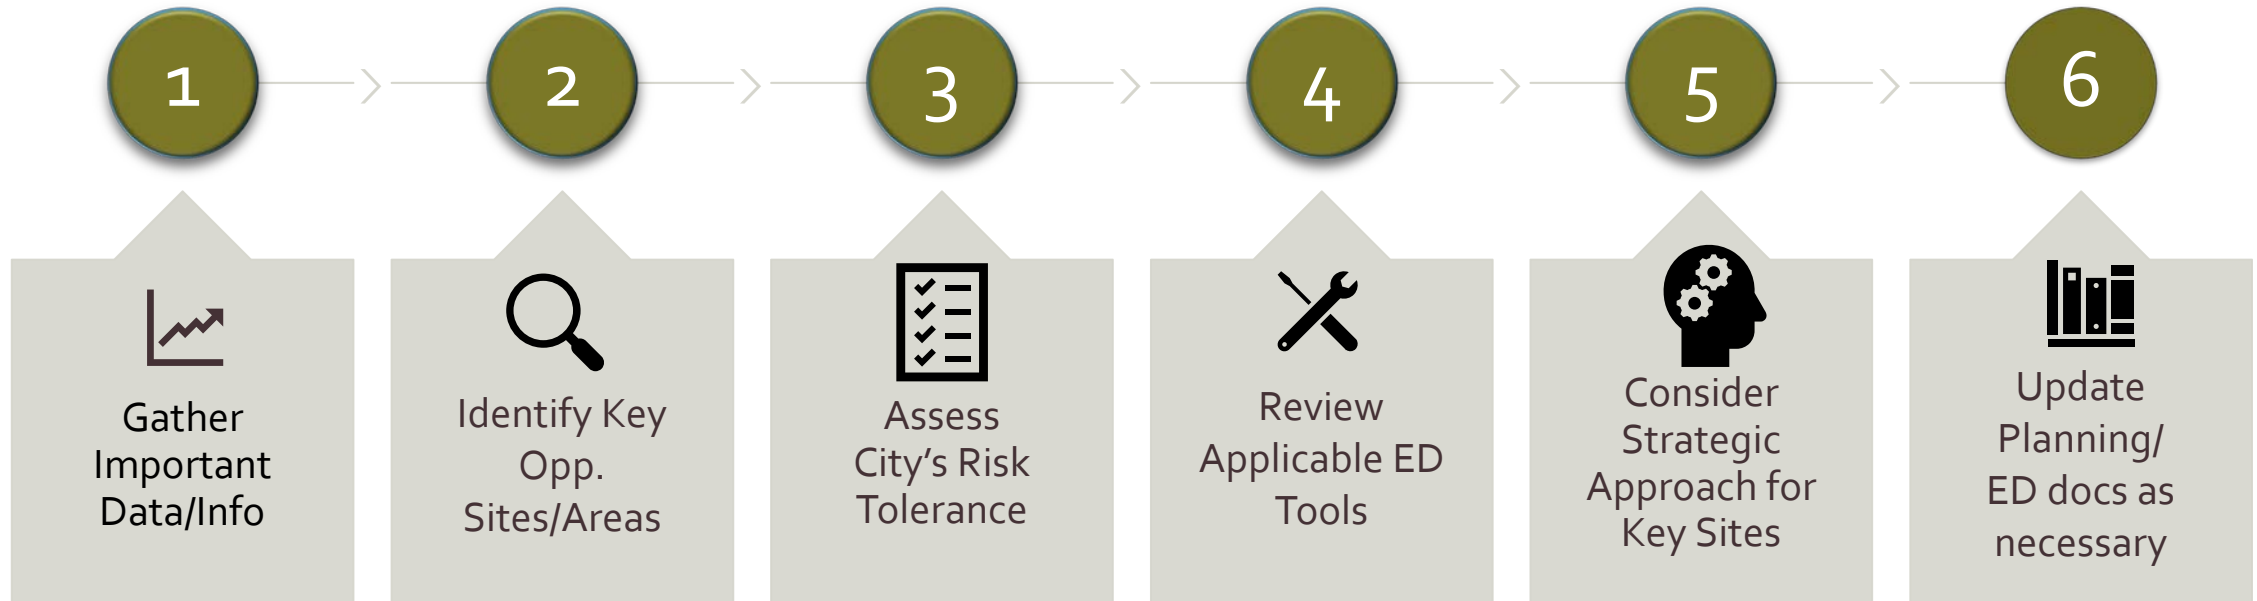 1
2
3
4
5
6
Gather
Important
Data/Info
Identify Key
Opp.
Sites/Areas
Assess
City’s Risk
Tolerance
Review
Applicable ED
Tools
Consider
Strategic
Approach for
Key Sites
Update
Planning/
ED docs as
necessary